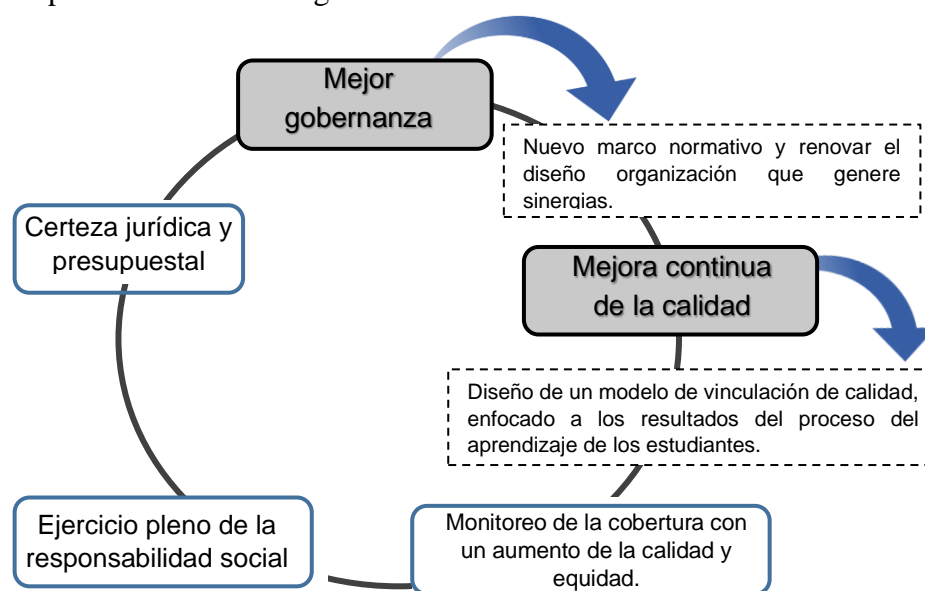 Mejor
gobernanza
Nuevo marco normativo y renovar el
diseño organización que genere
sinergias.
Certeza jurídica y
presupuestal
Mejora continua
de la calidad
Diseño de un modelo de vinculación de calidad,
enfocado a los resultados del proceso del
aprendizaje de los estudiantes.
Ejercicio pleno de la
responsabilidad social
Monitoreo de la cobertura con
un aumento de la calidad y
equidad.